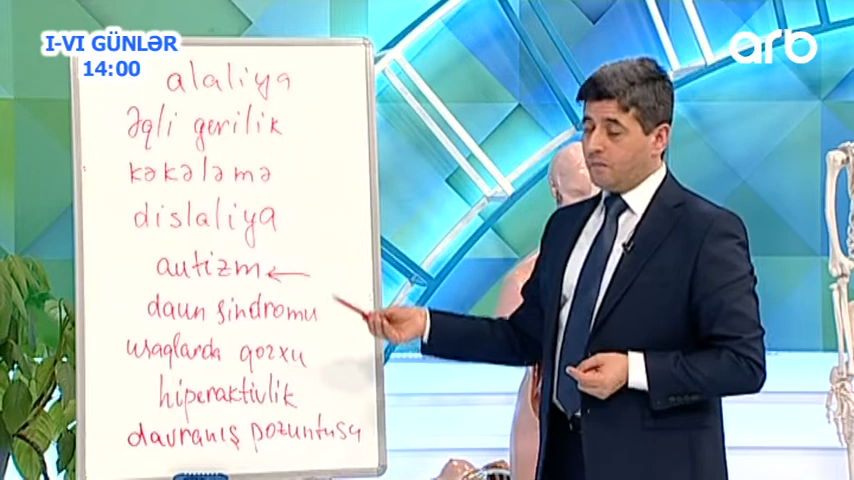 I-VI GÜNLƏR
14:00
arb
alaliya
Əqli gerilik
kəkələmə
dislaliya
autizm
daun sindromu
uşaqlarda qorxu
hiperaktivlik
davranış pozuntusu